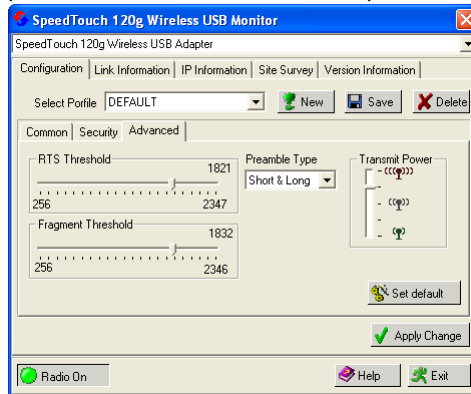 SpeedTouch 120g Wireless USB Monitor
SpeedTouch 120g Wireless USB Adapter
Configuration Link Information IP Information Site Survey Version Information
Select Porfile DEFAULT New Save Delete
Common Security Advanced
RTS Threshold 1821
256 2347
Preamble Type
Short & Long
Transmit Power
Fragment Threshold 1832
256 2346
Set default
Apply Change
Radio On Help Exit